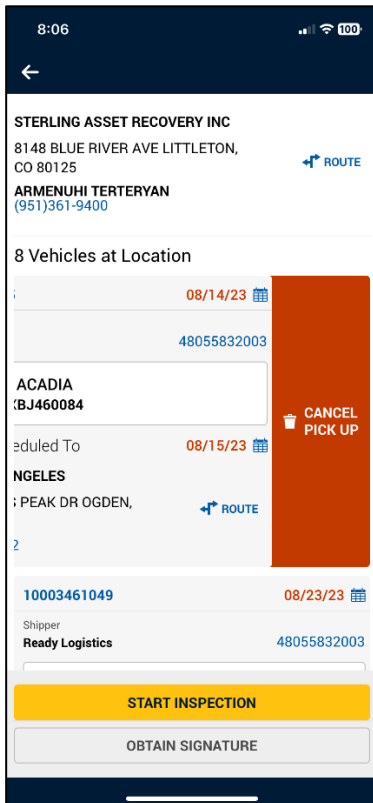 8:06
100
STERLING ASSET RECOVERY INC
8148 BLUE RIVER AVE LITTLETON,
CO 80125
ROUTE
ARMENUHI TERTERYAN
(951)361-9400
8 Vehicles at Location
08/14/23
48055832003
ACADIA
KBJ460084
CANCEL
PICK UP
eduled To
08/15/23
NGELES
PEAK DR OGDEN,
ROUTE
2
10003461049
08/23/23
Shipper
Ready Logistics
48055832003
START INSPECTION
OBTAIN SIGNATURE